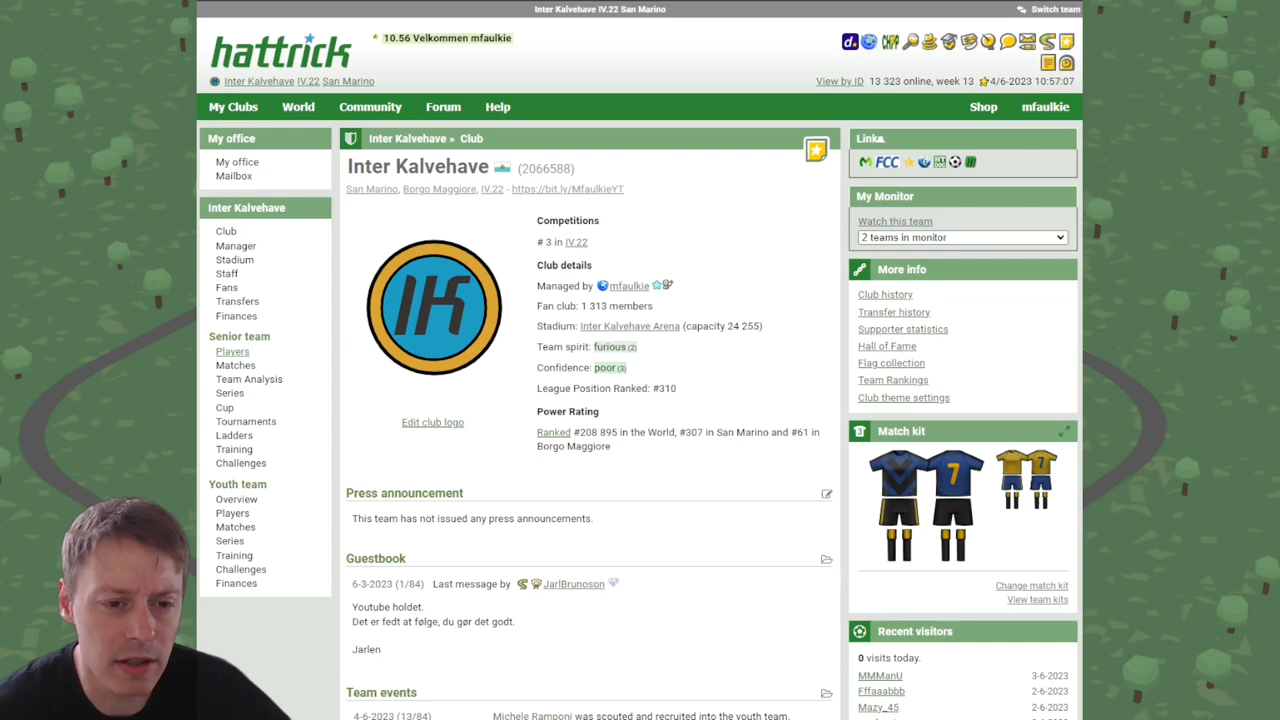 Inter Kalvehave IV.22 San Marino
Switch team
hattrick
10.56 Velkommen mfaulkie
CHPP
Inter Kalvehave IV.22 San Marino
View by ID
13 323 online, week 13
4/6-2023 10:57:07
My Clubs World Community Forum Help
Shop mfaulkie
My office
My office
Mailbox
Inter Kalvehave
Club
Manager
Stadium
Staff
Fans
Transfers
Finances
Senior team
Players
Matches
Team Analysis
Series
Cup
Tournaments
Ladders
Training
Challenges
Youth team
Overview
Players
Matches
Series
Training
Challenges
Finances
Inter Kalvehave » Club
Inter Kalvehave (2066588)
San Marino, Borgo Maggiore, IV.22 - https://bit.ly/MfaulkieYT
IK
Edit club logo
Competitions
# 3 in IV.22
Club details
Managed by mfaulkie
Fan club: 1 313 members
Stadium: Inter Kalvehave Arena (capacity 24 255)
Team spirit: furious (2)
Confidence: poor (3)
League Position Ranked: #310
Power Rating
Ranked #208 895 in the World, #307 in San Marino and #61 in
Borgo Maggiore
Press announcement
This team has not issued any press announcements.
Guestbook
6-3-2023 (1/84) Last message by JarlBrunoson
Youtube holdet.
Det er fedt at følge, du gør det godt.
Jarlen
Team events
4-6-2023 (13/84) Michele Ramponi was scouted and recruited into the youth team.
Links
FCC
My Monitor
Watch this team
2 teams in monitor
More info
Club history
Transfer history
Supporter statistics
Hall of Fame
Flag collection
Team Rankings
Club theme settings
Match kit
7
7
Change match kit
View team kits
Recent visitors
0 visits today.
MMManU 3-6-2023
Fffaaabbb 2-6-2023
Mazy_45 2-6-2023